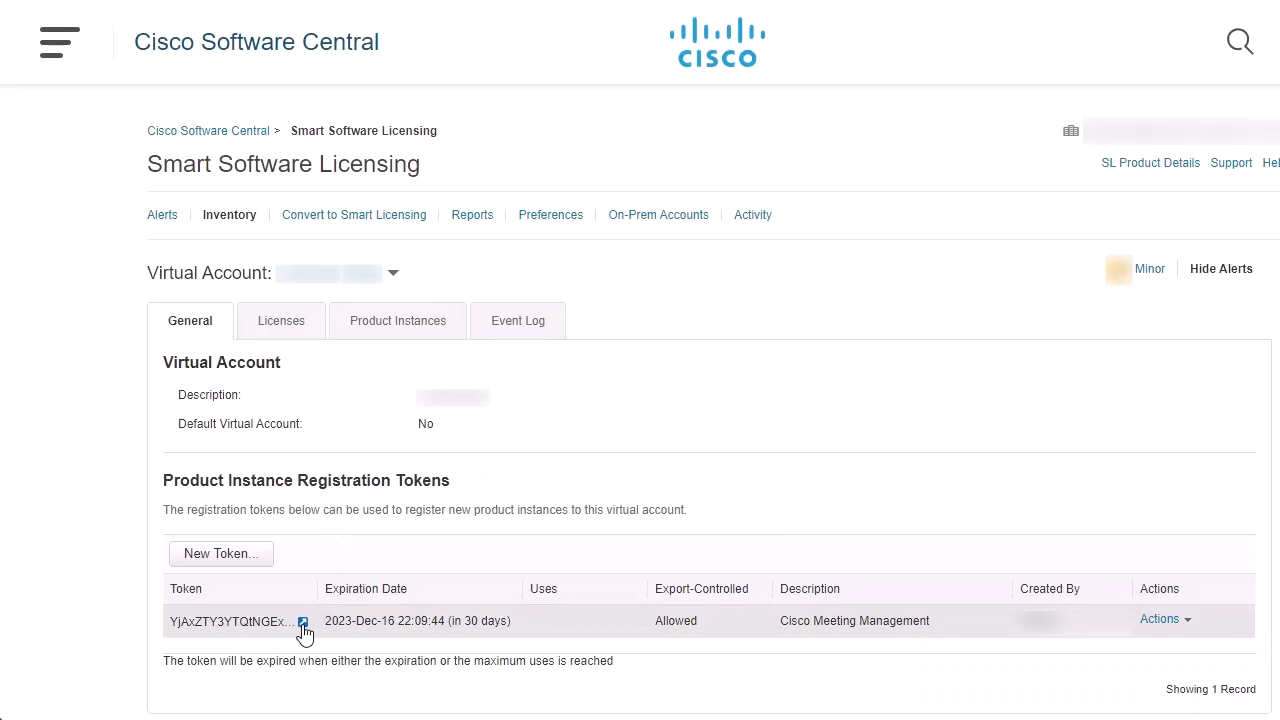 Cisco Software Central
CISCO
Cisco Software Central > Smart Software Licensing
Smart Software Licensing
SL Product Details Support Hel
Alerts Inventory Convert to Smart Licensing Reports Preferences On-Prem Accounts Activity
Virtual Account:
Minor Hide Alerts
General Licenses Product Instances Event Log
Virtual Account
Description:
Default Virtual Account: No
Product Instance Registration Tokens
The registration tokens below can be used to register new product instances to this virtual account.
New Token...
Token Expiration Date Uses Export-Controlled Description Created By Actions
YjAxZTY3YTQtNGEx... 2023-Dec-16 22:09:44 (in 30 days) Allowed Cisco Meeting Management Actions
The token will be expired when either the expiration or the maximum uses is reached
Showing 1 Record